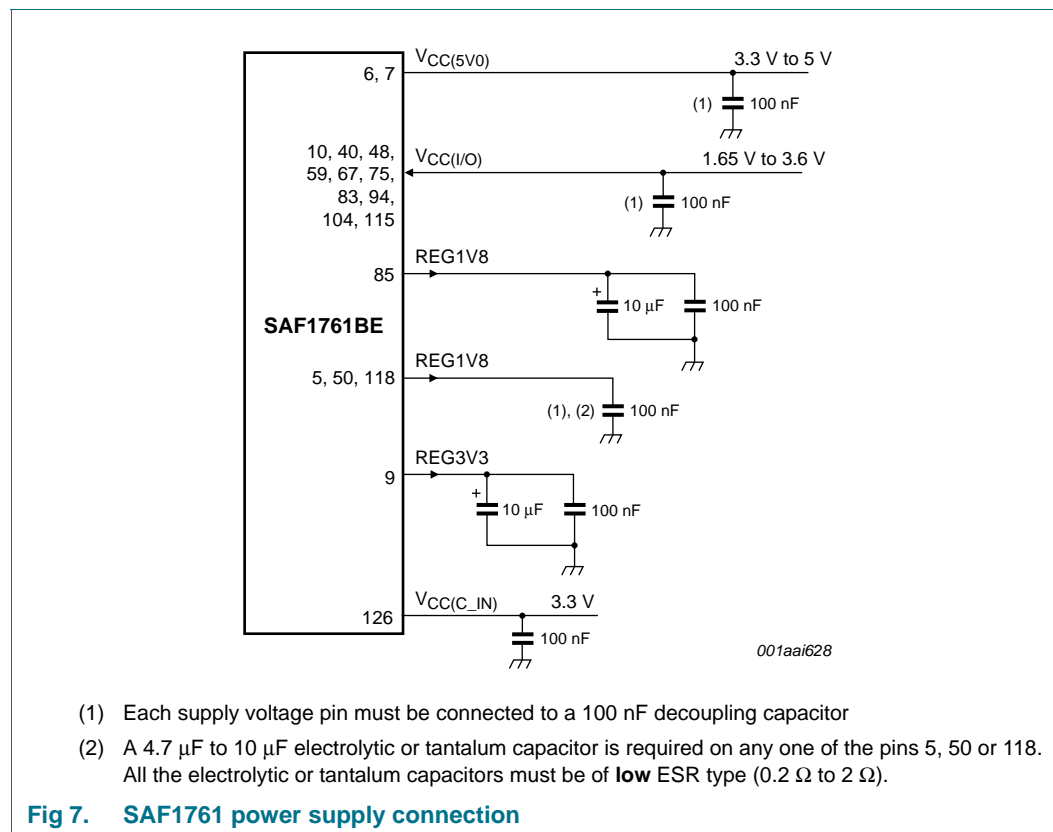 VCC(5V0)
3.3 V to 5 V
6, 7
(1)
100 nF
10, 40, 48,
59, 67, 75,
83, 94,
104, 115
VCC(I/O)
1.65 V to 3.6 V
(1)
100 nF
REG1V8
85
+
10 μF
100 nF
SAF1761BE
REG1V8
5, 50, 118
(1), (2)
100 nF
REG3V3
9
+
10 μF
100 nF
VCC(C_IN)
3.3 V
126
100 nF
001aai628
(1) Each supply voltage pin must be connected to a 100 nF decoupling capacitor
(2) A 4.7 μF to 10 μF electrolytic or tantalum capacitor is required on any one of the pins 5, 50 or 118.
All the electrolytic or tantalum capacitors must be of low ESR type (0.2 Ω to 2 Ω).
Fig 7. SAF1761 power supply connection